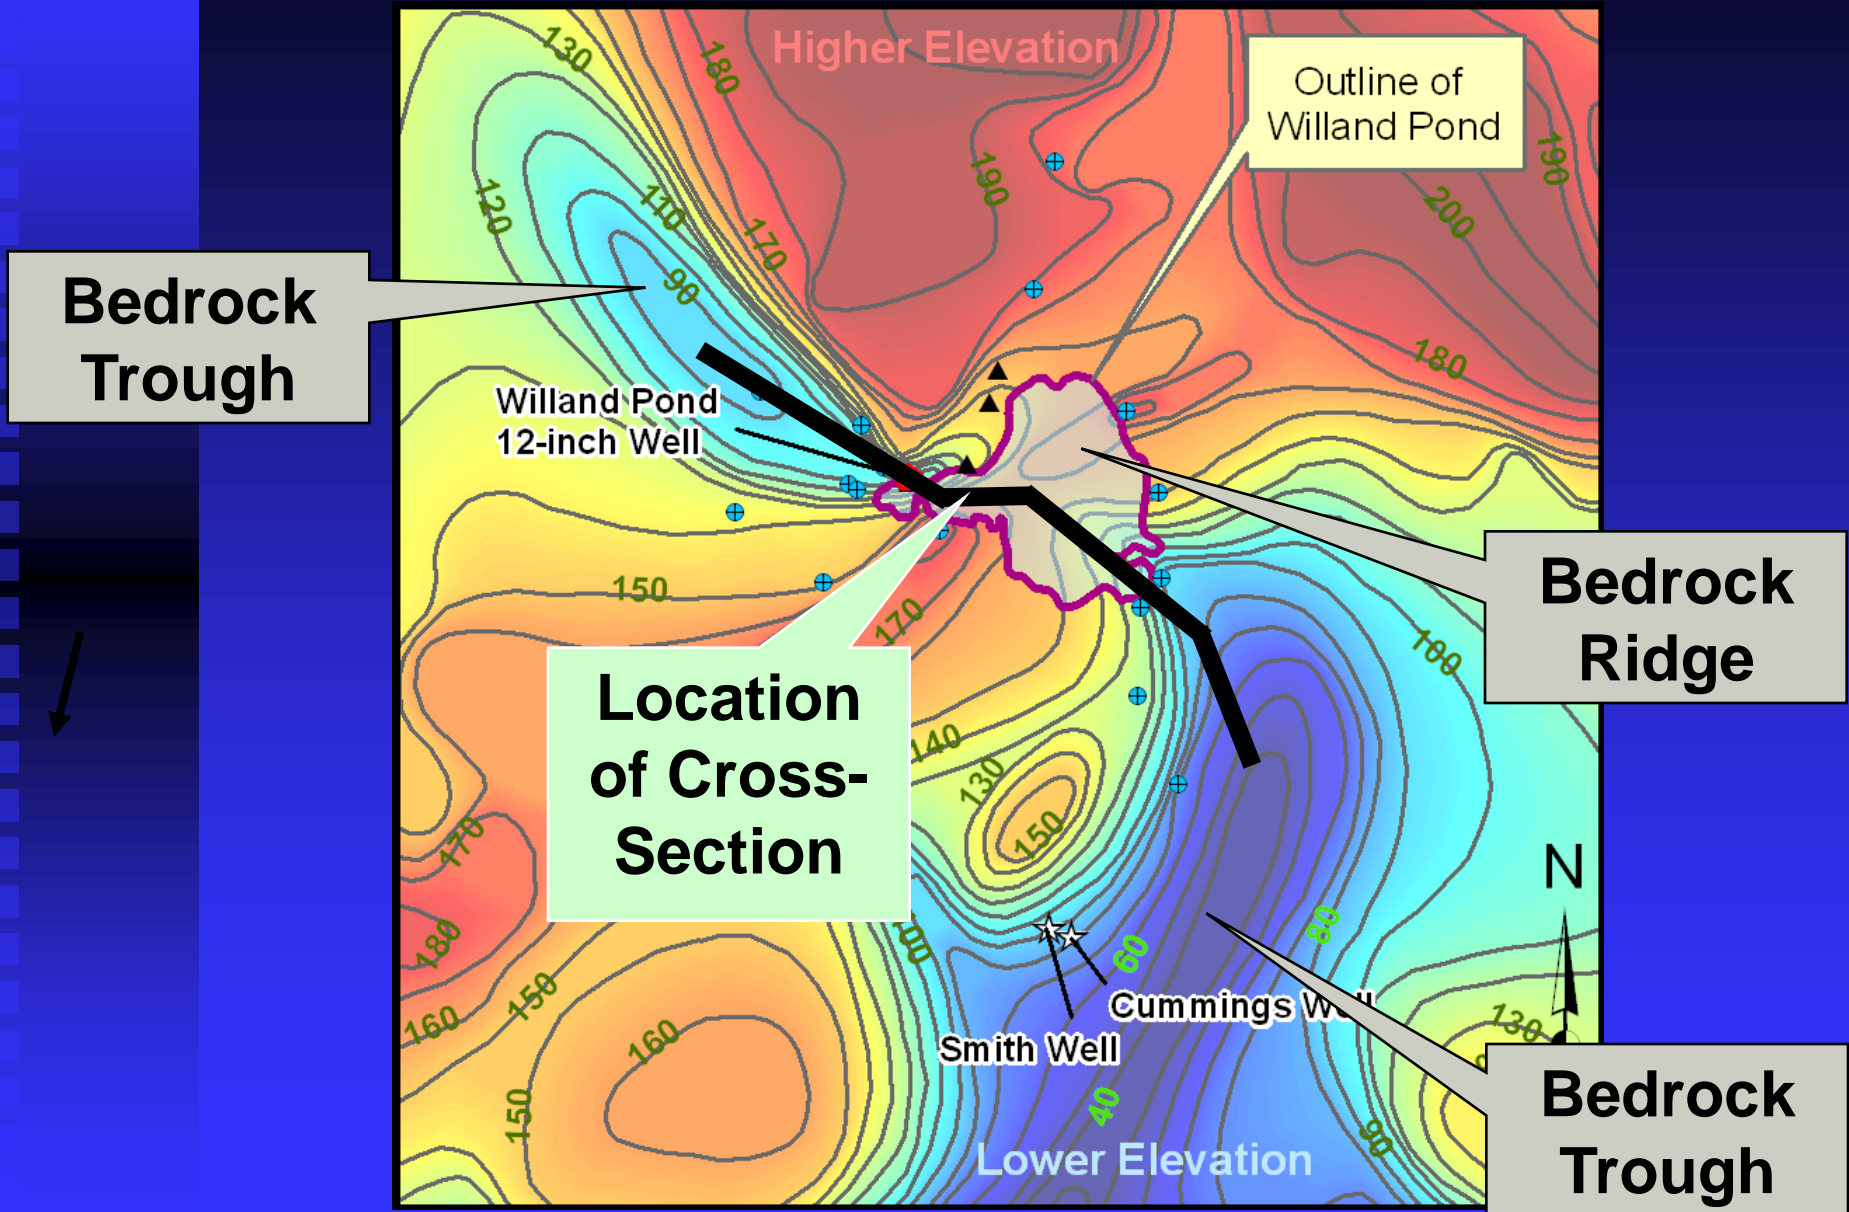 Higher Elevation
Outline of
Willand Pond
130
180
190
190
200
120
110
170
90
Bedrock
Trough
180
Willand Pond
12-inch Well
150
170
Bedrock
Ridge
100
Location
of Cross-
Section
140
130
150
170
180
N
100
60
80
150
160
160
Cummings W
Smith Well
130
150
40
90
Bedrock
Trough
Lower Elevation